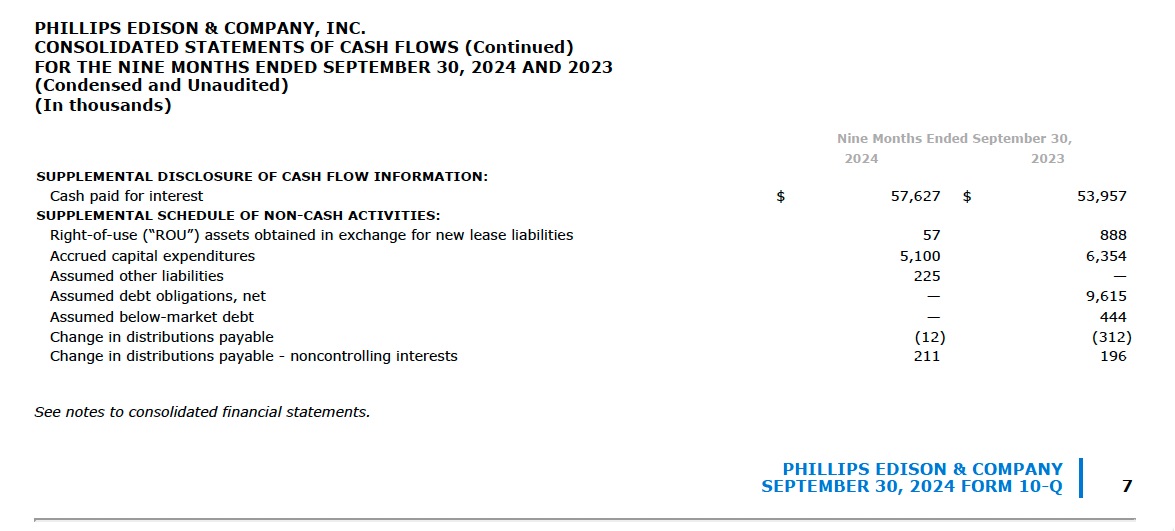 PHILLIPS EDISON & COMPANY, INC.
CONSOLIDATED STATEMENTS OF CASH FLOWS (Continued)
FOR THE NINE MONTHS ENDED SEPTEMBER 30, 2024 AND 2023
(Condensed and Unaudited)
(In thousands)
Nine Months Ended September 30,
2024 2023
SUPPLEMENTAL DISCLOSURE OF CASH FLOW INFORMATION:
Cash paid for interest $ 57,627 $ 53,957
SUPPLEMENTAL SCHEDULE OF NON-CASH ACTIVITIES:
Right-of-use (“ROU”) assets obtained in exchange for new lease liabilities 57 888
Accrued capital expenditures 5,100 6,354
Assumed other liabilities 225 —
Assumed debt obligations, net — 9,615
Assumed below-market debt — 444
Change in distributions payable (12) (312)
Change in distributions payable - noncontrolling interests 211 196
See notes to consolidated financial statements.
PHILLIPS EDISON & COMPANY
SEPTEMBER 30, 2024 FORM 10-Q 7